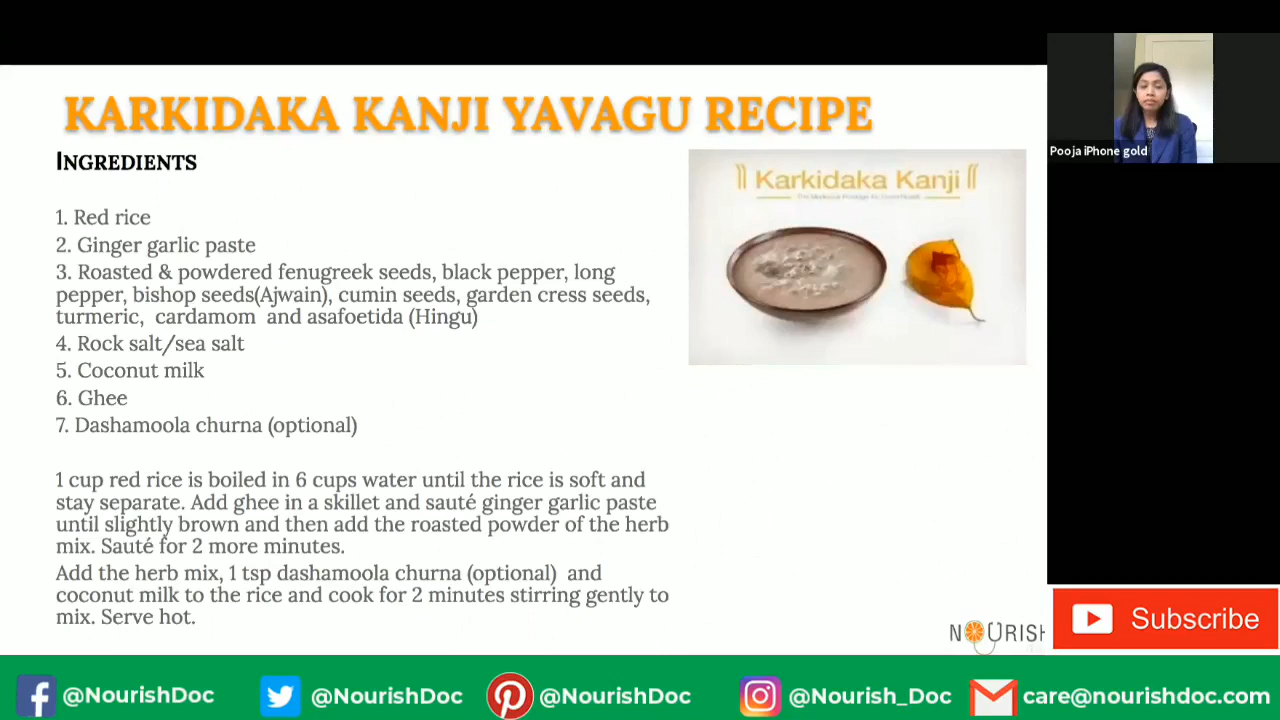 KARKIDAKA KANJI YAVAGU RECIPE
INGREDIENTS
1. Red rice
2. Ginger garlic paste
3. Roasted & powdered fenugreek seeds, black pepper, long
pepper, bishop seeds(Ajwain), cumin seeds, garden cress seeds,
turmeric, cardamom and asafoetida (Hingu)
4. Rock salt/sea salt
5. Coconut milk
6. Ghee
7. Dashamoola churna (optional)
1 cup red rice is boiled in 6 cups water until the rice is soft and
stay separate. Add ghee in a skillet and sauté ginger garlic paste
until slightly brown and then add the roasted powder of the herb
mix. Sauté for 2 more minutes.
Add the herb mix, 1 tsp dashamoola churna (optional) and
coconut milk to the rice and cook for 2 minutes stirring gently to
mix. Serve hot.
Karkidaka Kanji
Pooja iPhone gold
NOURISH
Subscribe
@NourishDoc
@NourishDoc
@NourishDoc
@Nourish_Doc
care@nourishdoc.com